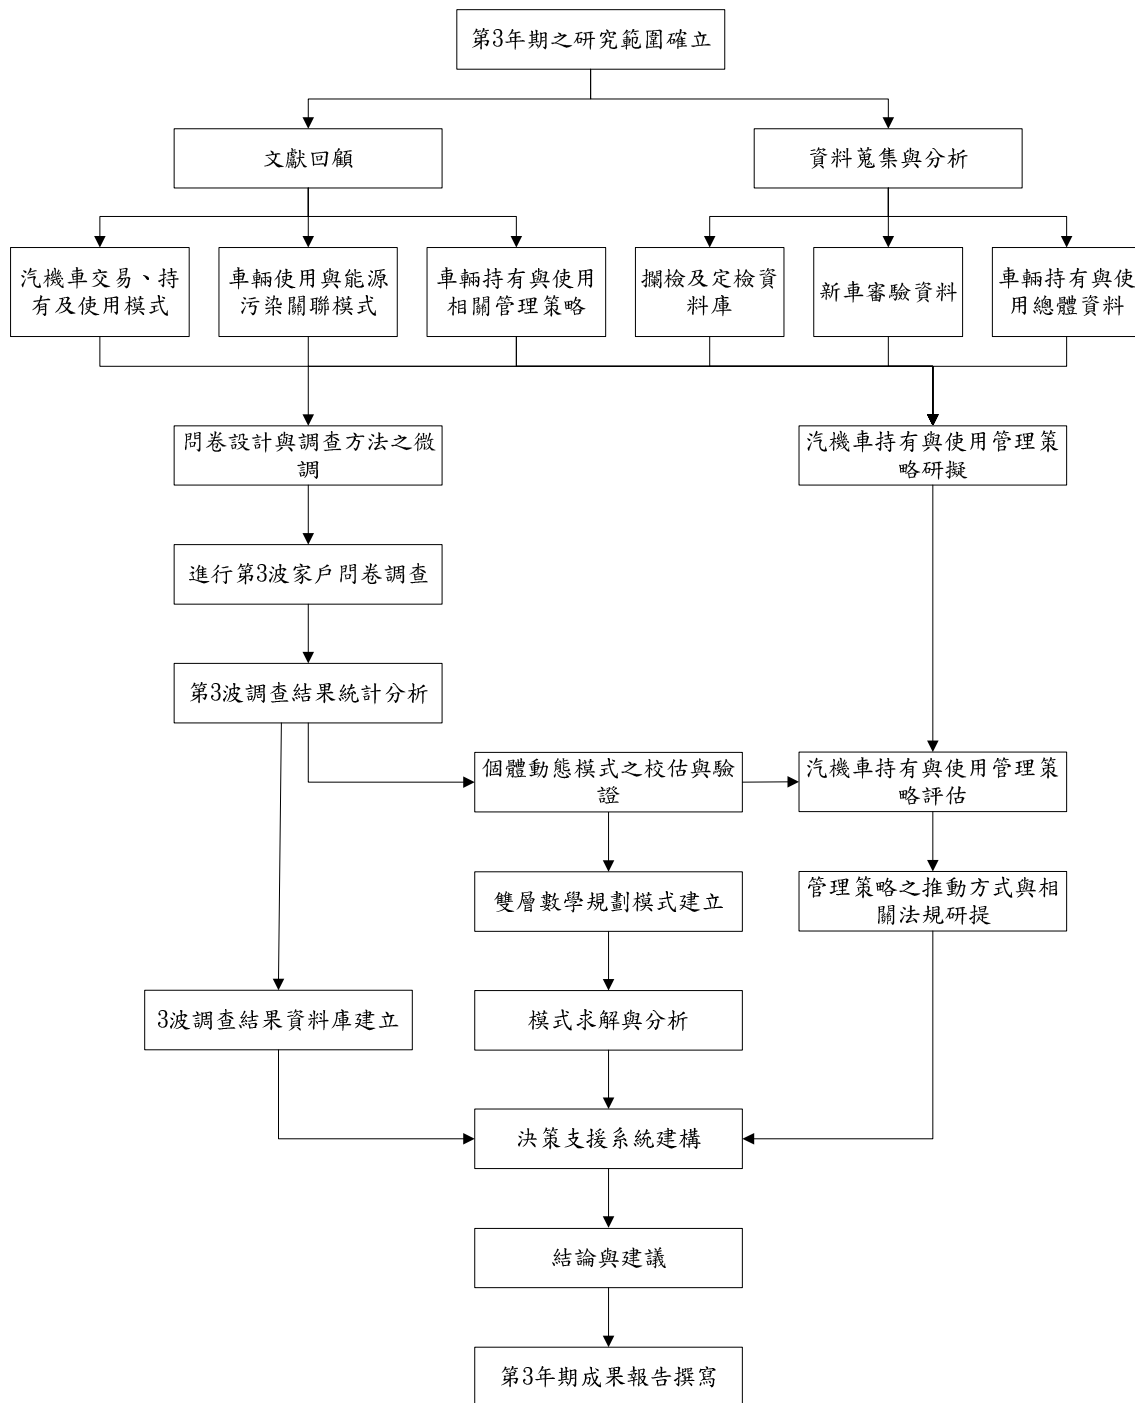 第3年期之研究範圍確立
文獻回顧
資料蒐集與分析
汽機車交易、持
有及使用模式
車輛使用與能源
污染關聯模式
車輛持有與使用
相關管理策略
攔檢及定檢資
料庫
新車審驗資料
車輛持有與使
用總體資料
問卷設計與調查方法之微
調
汽機車持有與使用管理策
略研擬
進行第3波家戶問卷調查
第3波調查結果統計分析
個體動態模式之校估與驗
證
汽機車持有與使用管理策
略評估
雙層數學規劃模式建立
管理策略之推動方式與相
關法規研提
3波調查結果資料庫建立
模式求解與分析
決策支援系統建構
結論與建議
第3年期成果報告撰寫